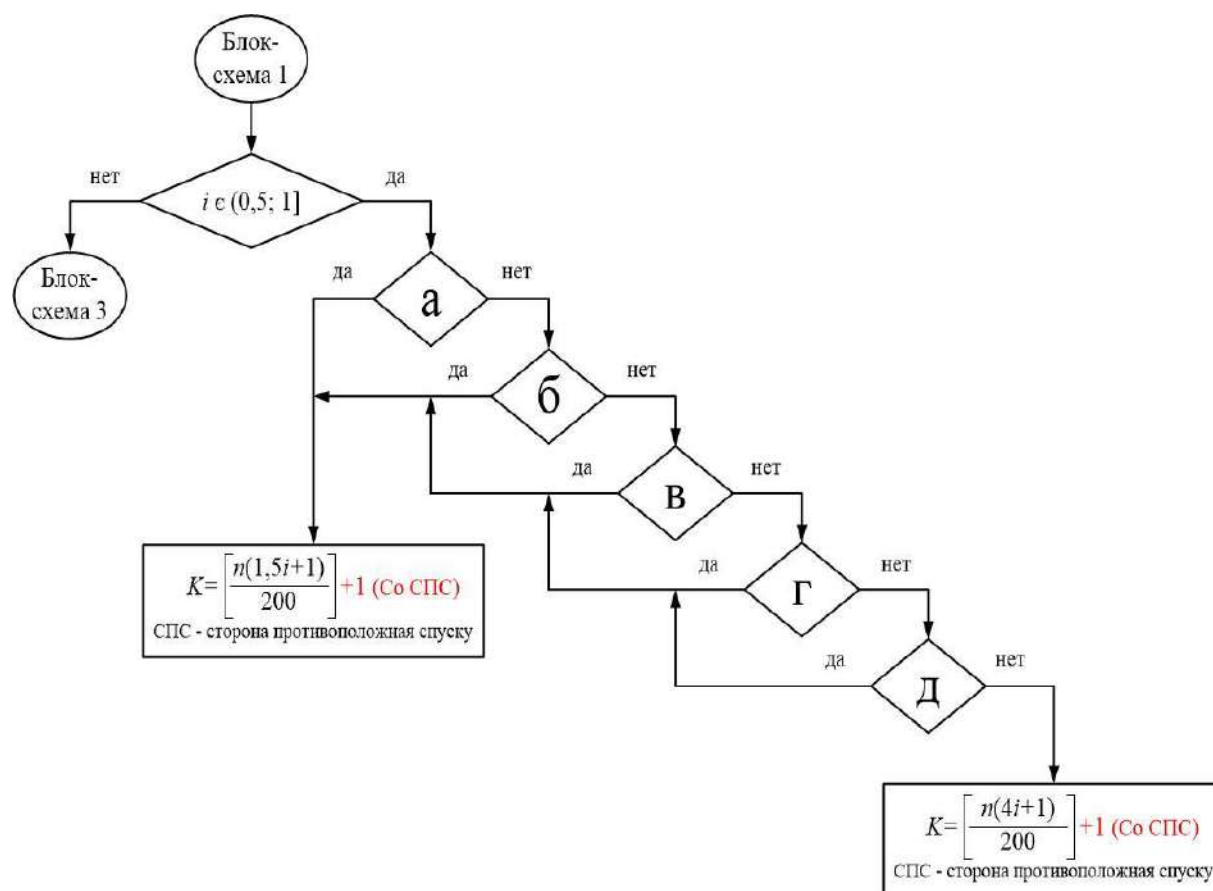 Блок-
схема 1
нет
да
i є (0,5; 1]
Блок-
схема 3
да
нет
а
да
нет
б
да
нет
в
да
нет
г
да
нет
д
K=[n(1,5i+1)/200]+1 (Со СПС)
СПС - сторона противоположная спуску
K=[n(4i+1)/200]+1 (Со СПС)
СПС - сторона противоположная спуску